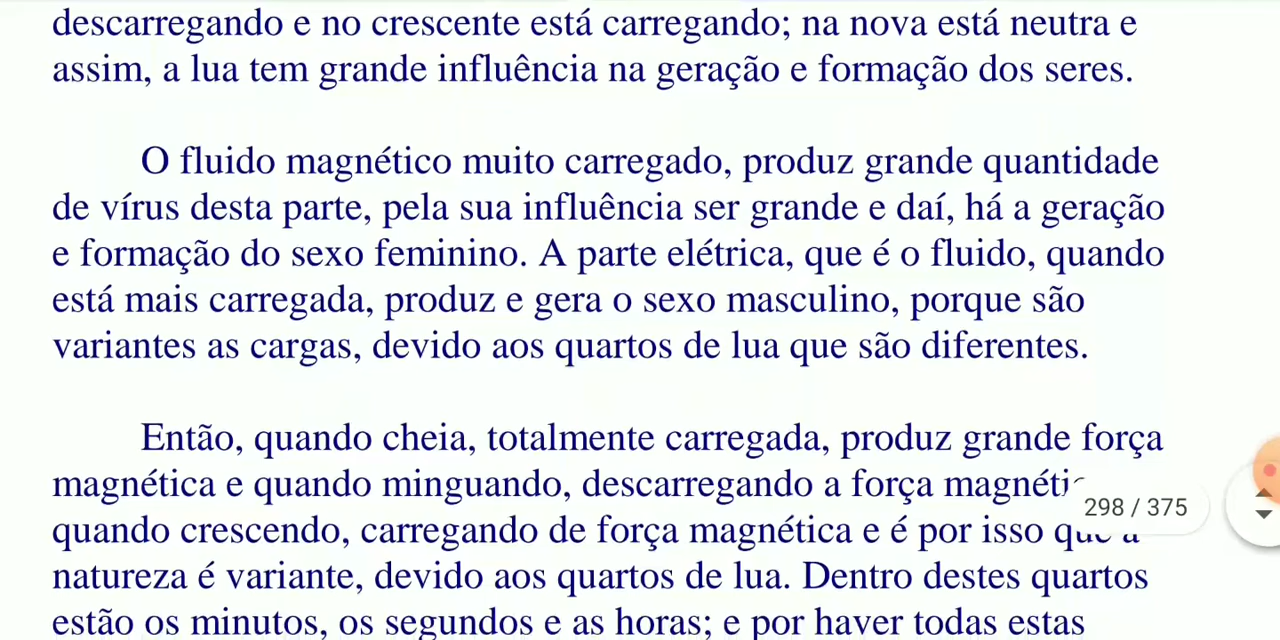 descarregando e no crescente está carregando; na nova está neutra e
assim, a lua tem grande influência na geração e formação dos seres.
O fluido magnético muito carregado, produz grande quantidade
de vírus desta parte, pela sua influência ser grande e daí, há a geração
e formação do sexo feminino. A parte elétrica, que é o fluido, quando
está mais carregada, produz e gera o sexo masculino, porque são
variantes as cargas, devido aos quartos de lua que são diferentes.
Então, quando cheia, totalmente carregada, produz grande força
magnética e quando minguando, descarregando a força
298 / 375
quando crescendo, carregando de força magnética e é por isso
natureza é variante, devido aos quartos de lua. Dentro destes quartos
estão os minutos, os segundos e as horas; e por haver todas estas